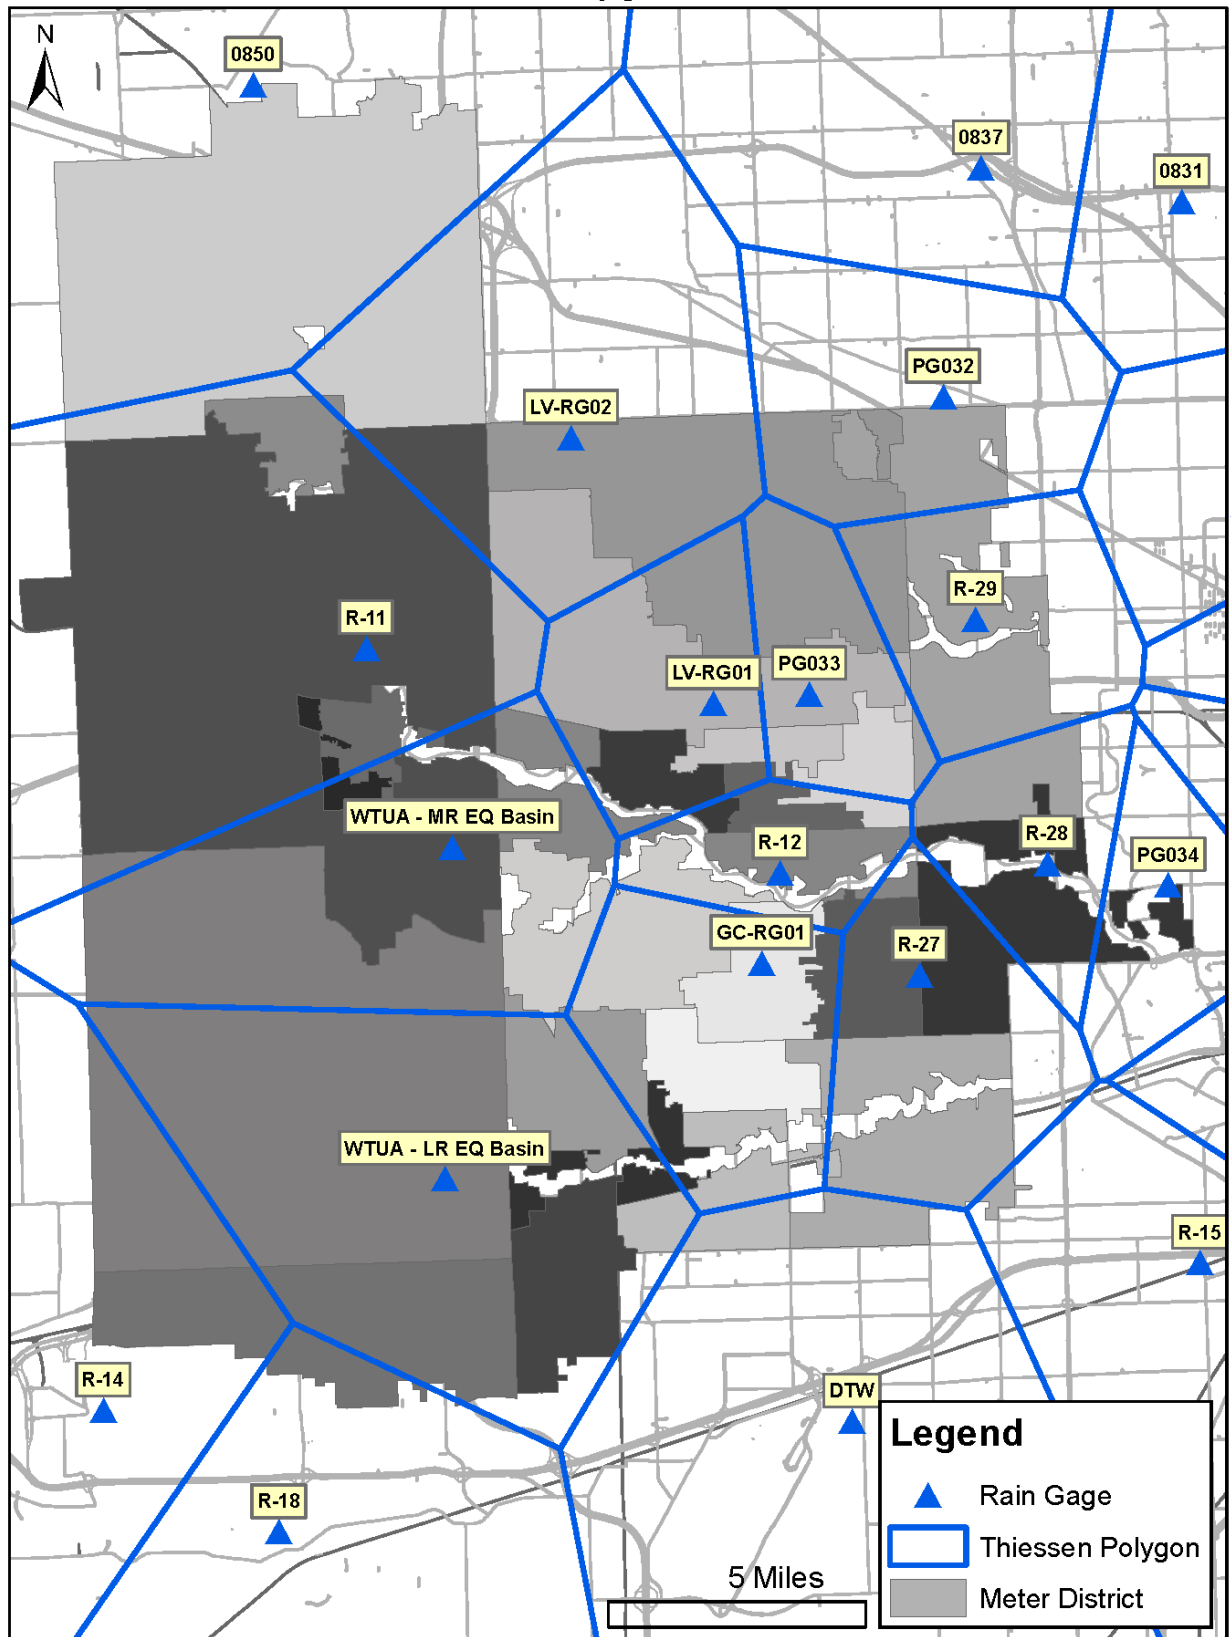 N
0850
0837
0831
PG032
LV-RG02
R-29
R-11
LV-RG01
PG033
WTUA - MR EQ Basin
R-12
R-28
PG034
GC-RG01
R-27
WTUA - LR EQ Basin
R-15
R-14
DTW
R-18
Legend
Rain Gage
Thiessen Polygon
Meter District
5 Miles